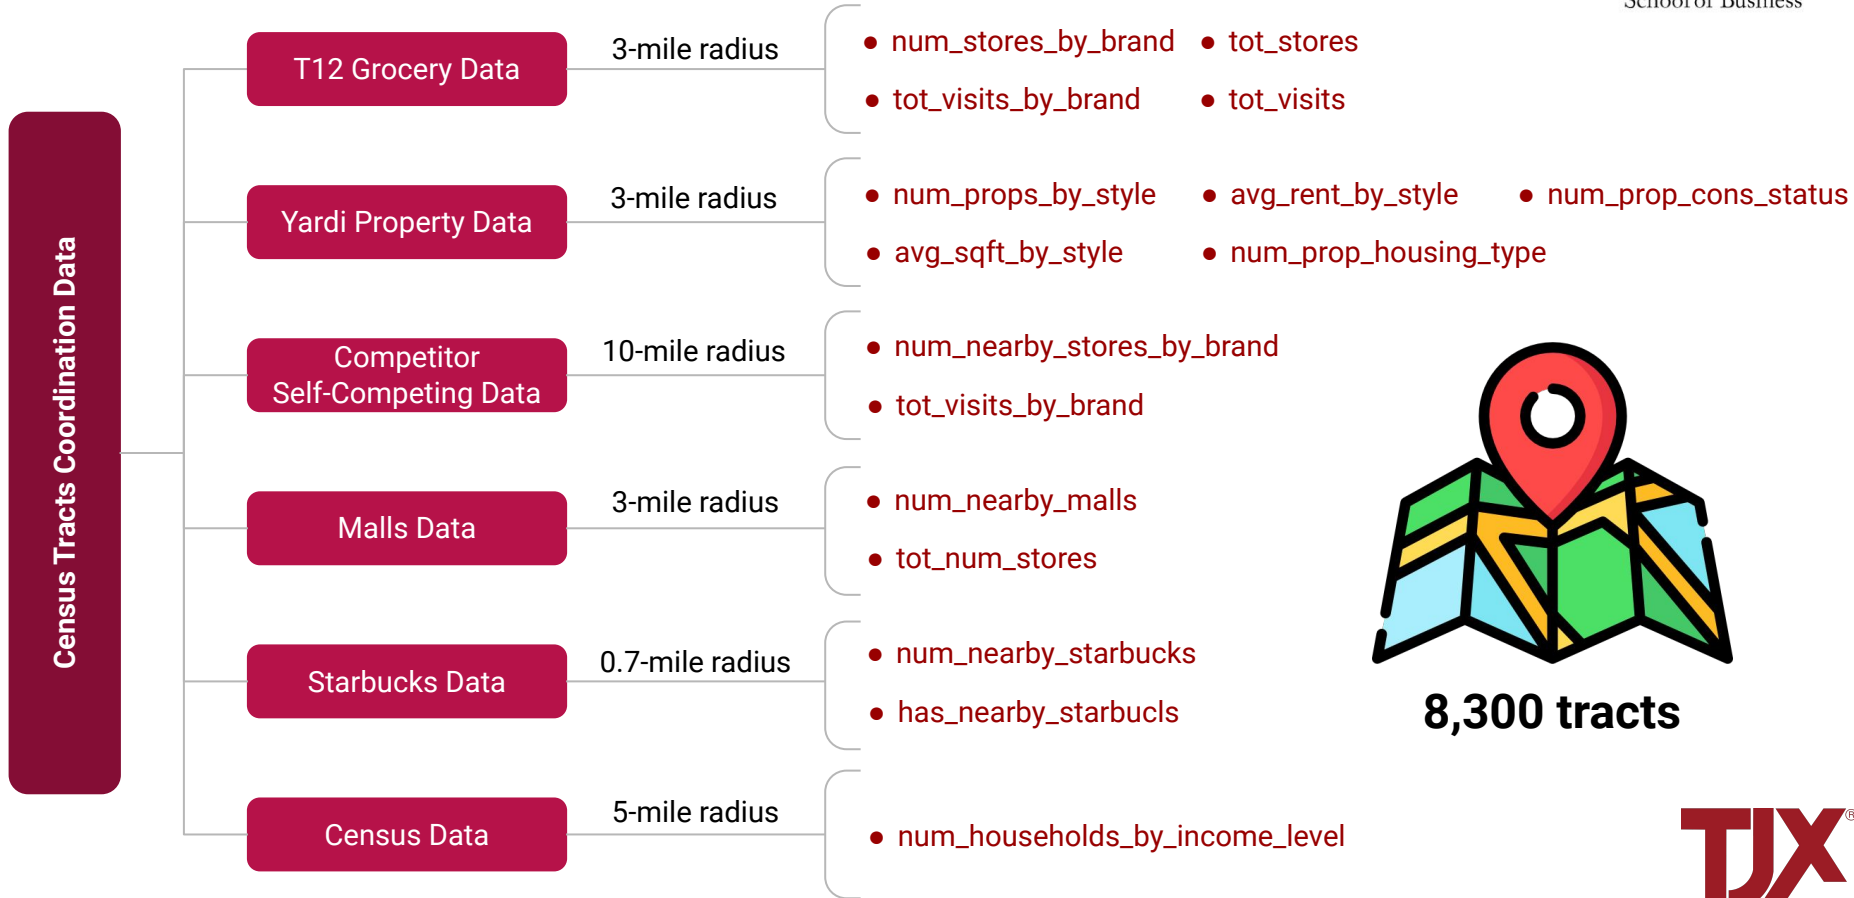 School of Business
Census Tracts Coordination Data
T12 Grocery Data
3-mile radius
● num_stores_by_brand ● tot_stores
● tot_visits_by_brand ● tot_visits
Yardi Property Data
3-mile radius
● num_props_by_style ● avg_rent_by_style ● num_prop_cons_status
● avg_sqft_by_style ● num_prop_housing_type
Competitor
Self-Competing Data
10-mile radius
● num_nearby_stores_by_brand
● tot_visits_by_brand
Malls Data
3-mile radius
● num_nearby_malls
● tot_num_stores
Starbucks Data
0.7-mile radius
● num_nearby_starbucks
● has_nearby_starbucls
Census Data
5-mile radius
● num_households_by_income_level
8,300 tracts
TJX®